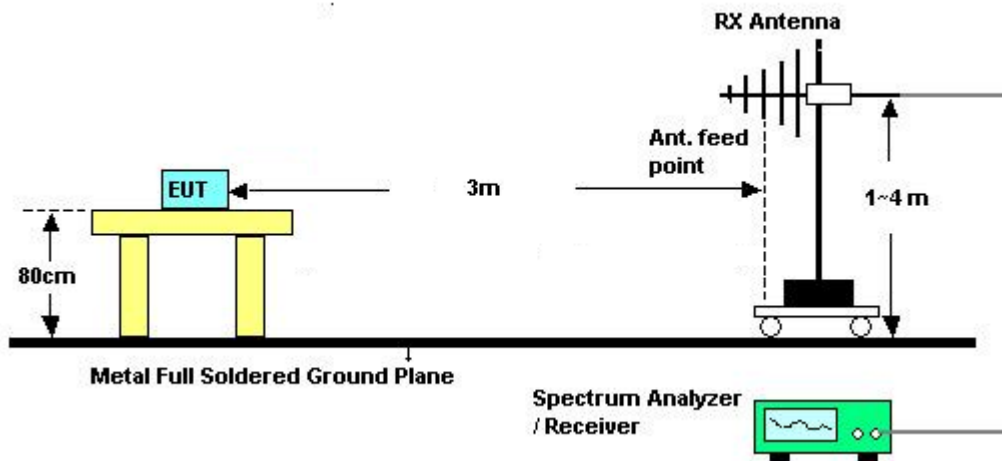 RX Antenna
Ant. feed
point
EUT
3m
1~4 m
80cm
Metal Full Soldered Ground Plane
Spectrum Analyzer
/ Receiver